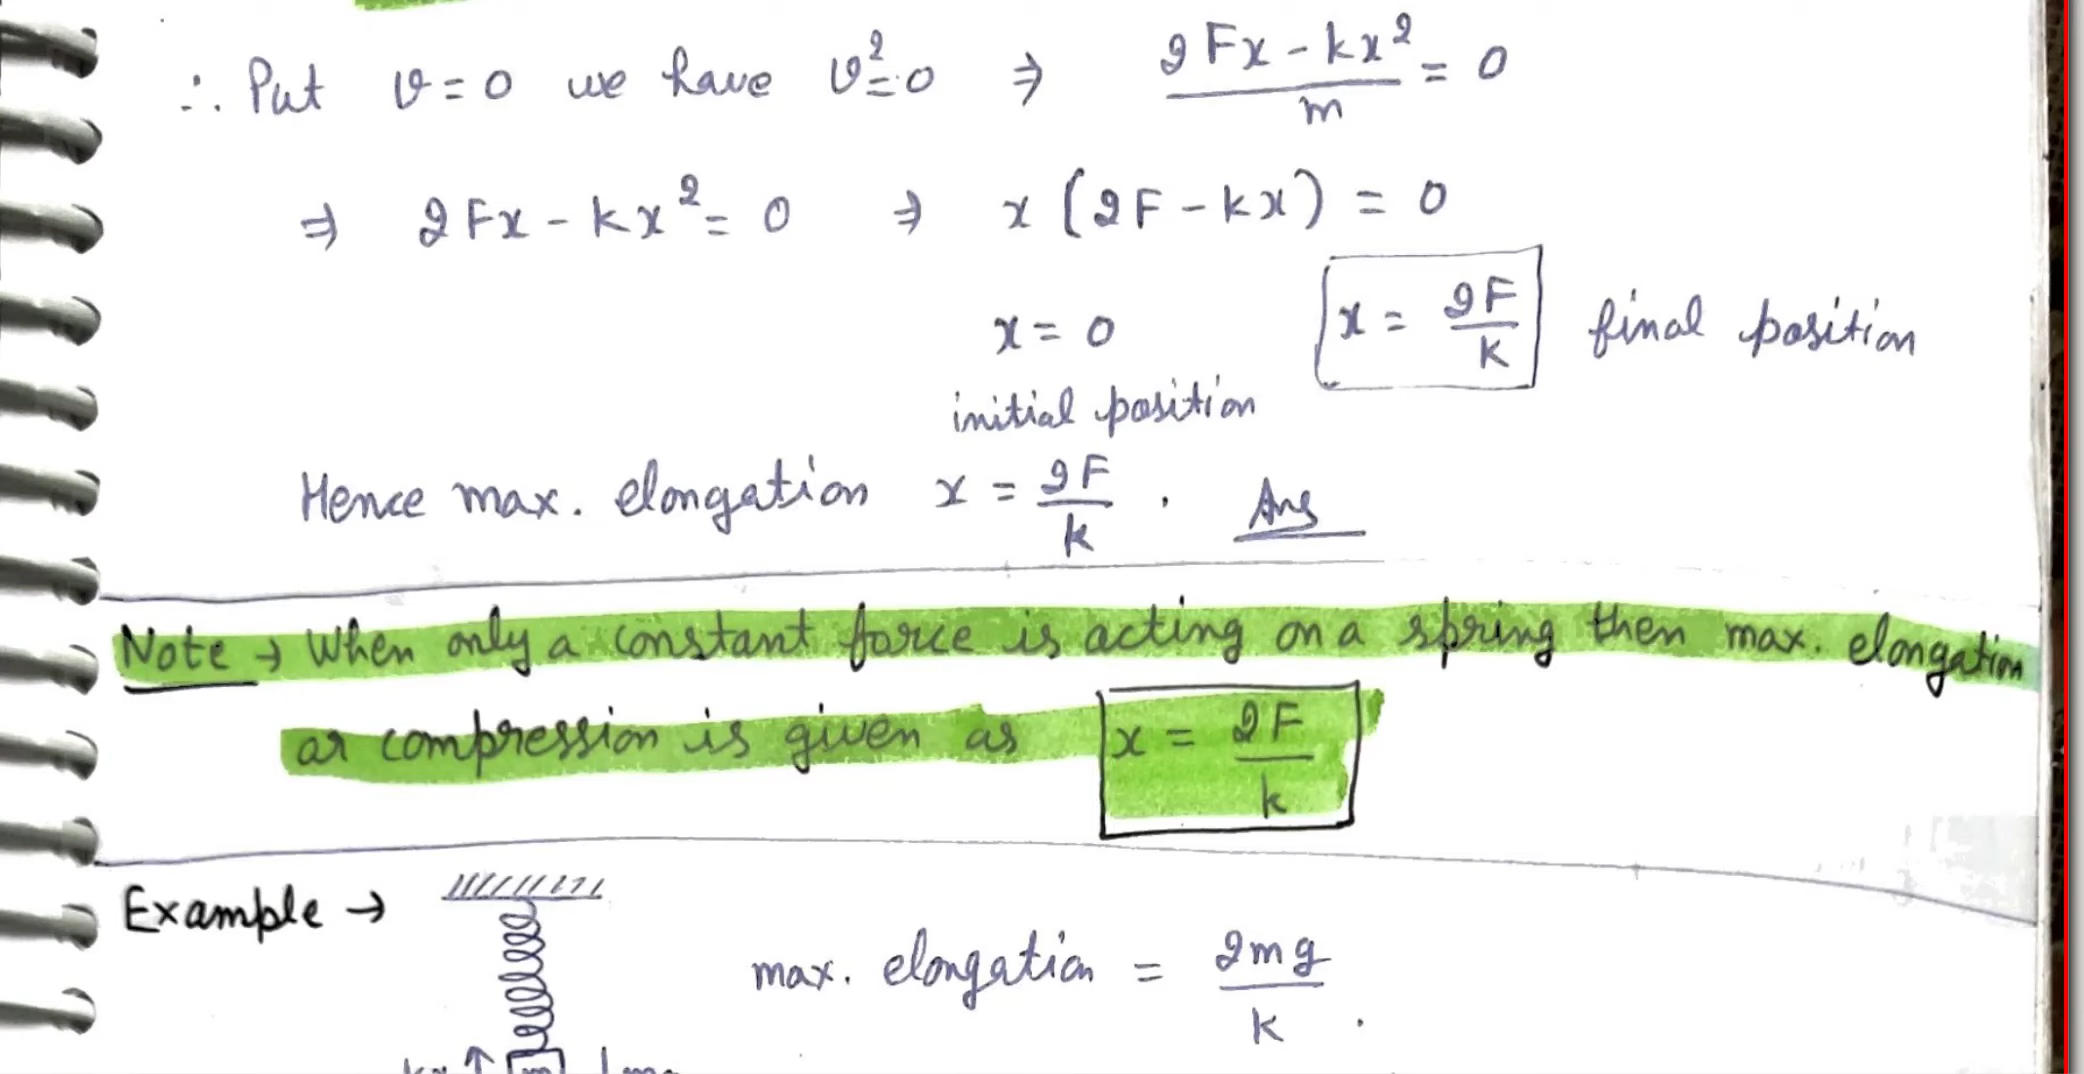 ∴ Put v = 0 we have v² = 0 ⇒ (2Fx - kx²)/m = 0
⇒ 2Fx - kx² = 0 ⇒ x (2F - kx) = 0
x = 0 x = 2F/k final position
initial position
Hence max. elongation x = 2F/k . Ans
Note → When only a constant force is acting on a spring then max. elongation
or compression is given as x = 2F/k
Example →
max. elongation = 2mg/k .
kx ↑ m